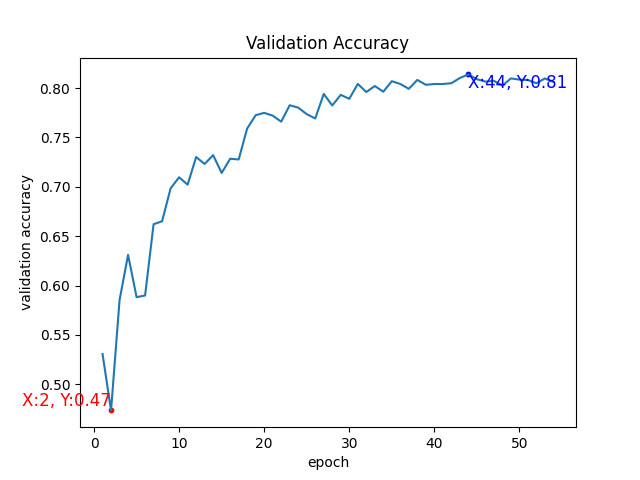 Validation Accuracy
validation accuracy
0.80
0.75
0.70
0.65
0.60
0.55
0.50
X:44, Y:0.81
X:2, Y:0.47
0 10 20 30 40 50
epoch